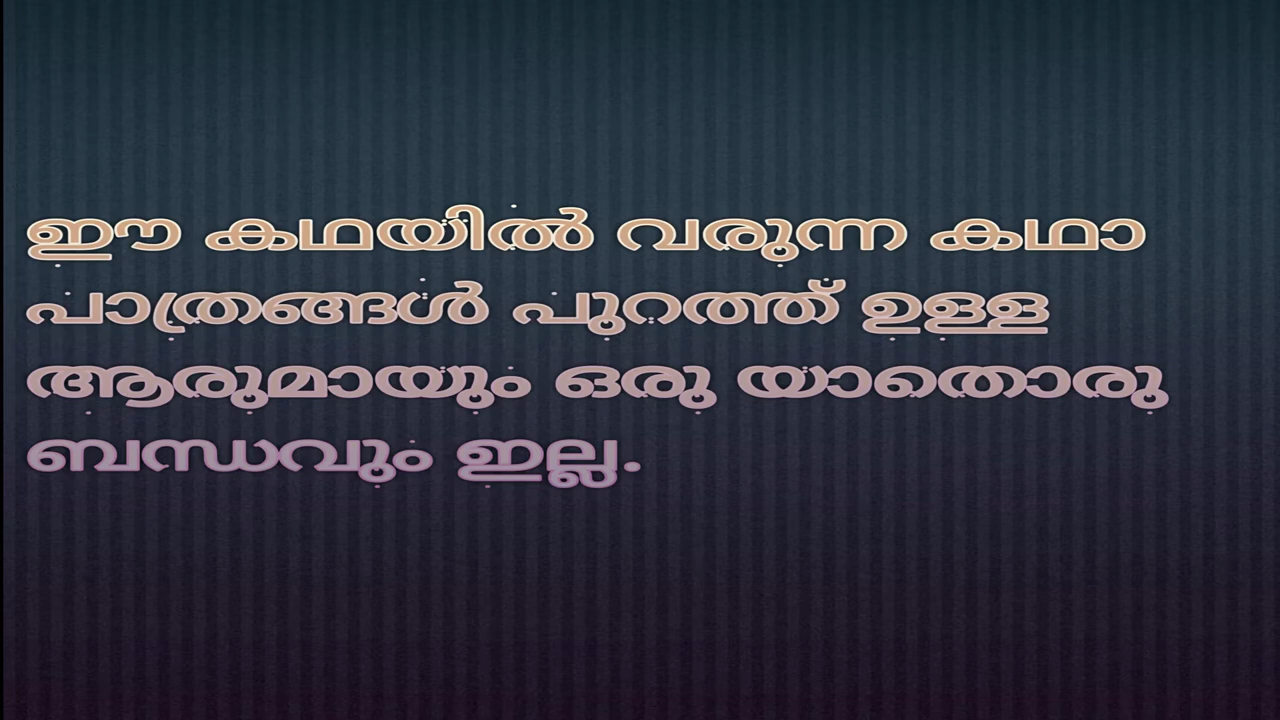 ഈ കഥയിൽ വരുന്ന കഥാ
പാത്രങ്ങൾ പുറത്ത് ഉള്ള
ആരുമായും ഒരു യാതൊരു
ബന്ധവും ഇല്ല.